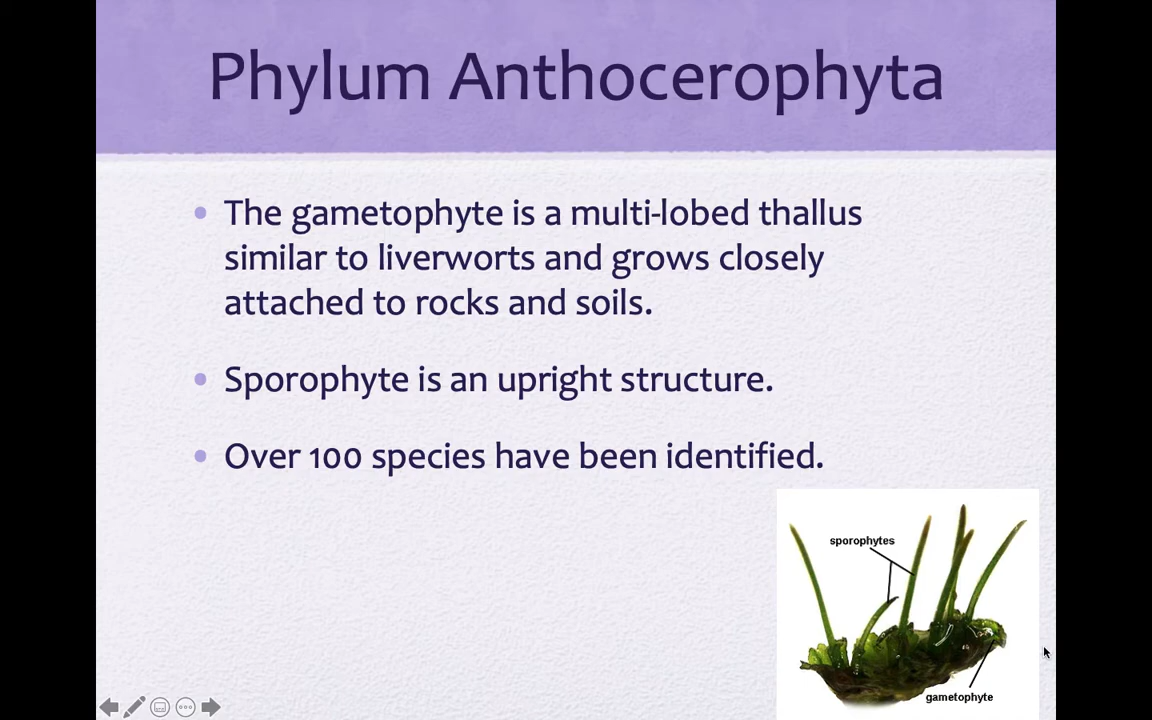 Phylum Anthocerophyta
• The gametophyte is a multi-lobed thallus
similar to liverworts and grows closely
attached to rocks and soils.
• Sporophyte is an upright structure.
• Over 100 species have been identified.
sporophytes
gametophyte